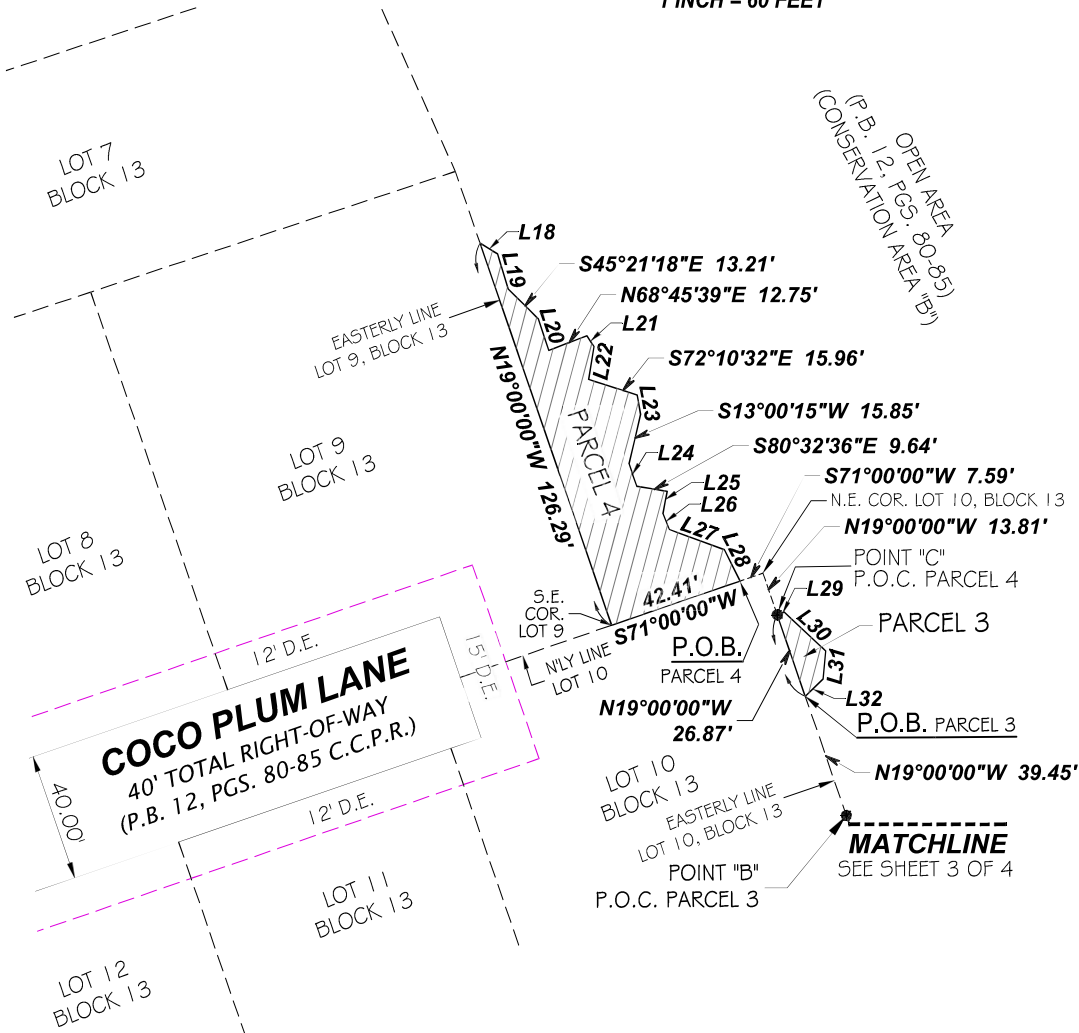 1 INCH = 60 FEET
OPEN AREA
(P.B. 12, PGS. 80-85)
(CONSERVATION AREA "B")
LOT 7
BLOCK 13
L18
L19
S45°21'18"E 13.21'
N68°45'39"E 12.75'
L20
L21
EASTERLY LINE
LOT 9, BLOCK 13
L22
S72°10'32"E 15.96'
L23
N19°00'00"W 126.29'
PARCEL 4
S13°00'15"W 15.85'
L24
S80°32'36"E 9.64'
LOT 9
BLOCK 13
L25
S71°00'00"W 7.59'
L26
N.E. COR. LOT 10, BLOCK 13
L27
L28
N19°00'00"W 13.81'
LOT 8
BLOCK 13
POINT "C"
P.O.C. PARCEL 4
L29
42.41'
S71°00'00"W
S.E.
COR.
LOT 9
L30
PARCEL 3
12' D.E.
15' D.E.
N'LY LINE
LOT 10
P.O.B.
PARCEL 4
L31
L32
COCO PLUM LANE
40' TOTAL RIGHT-OF-WAY
(P.B. 12, PGS. 80-85 C.C.P.R.)
N19°00'00"W
26.87'
P.O.B. PARCEL 3
40.00'
12' D.E.
LOT 10
BLOCK 13
N19°00'00"W 39.45'
EASTERLY LINE
LOT 10, BLOCK 13
MATCHLINE
SEE SHEET 3 OF 4
POINT "B"
P.O.C. PARCEL 3
LOT 11
BLOCK 13
LOT 12
BLOCK 13